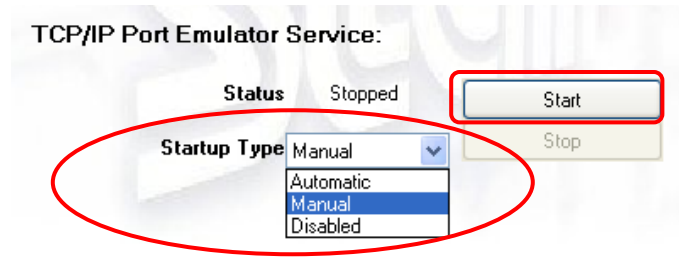 TCP/IP Port Emulator Service:
Status Stopped Start
Startup Type Manual Stop
Automatic
Manual
Disabled